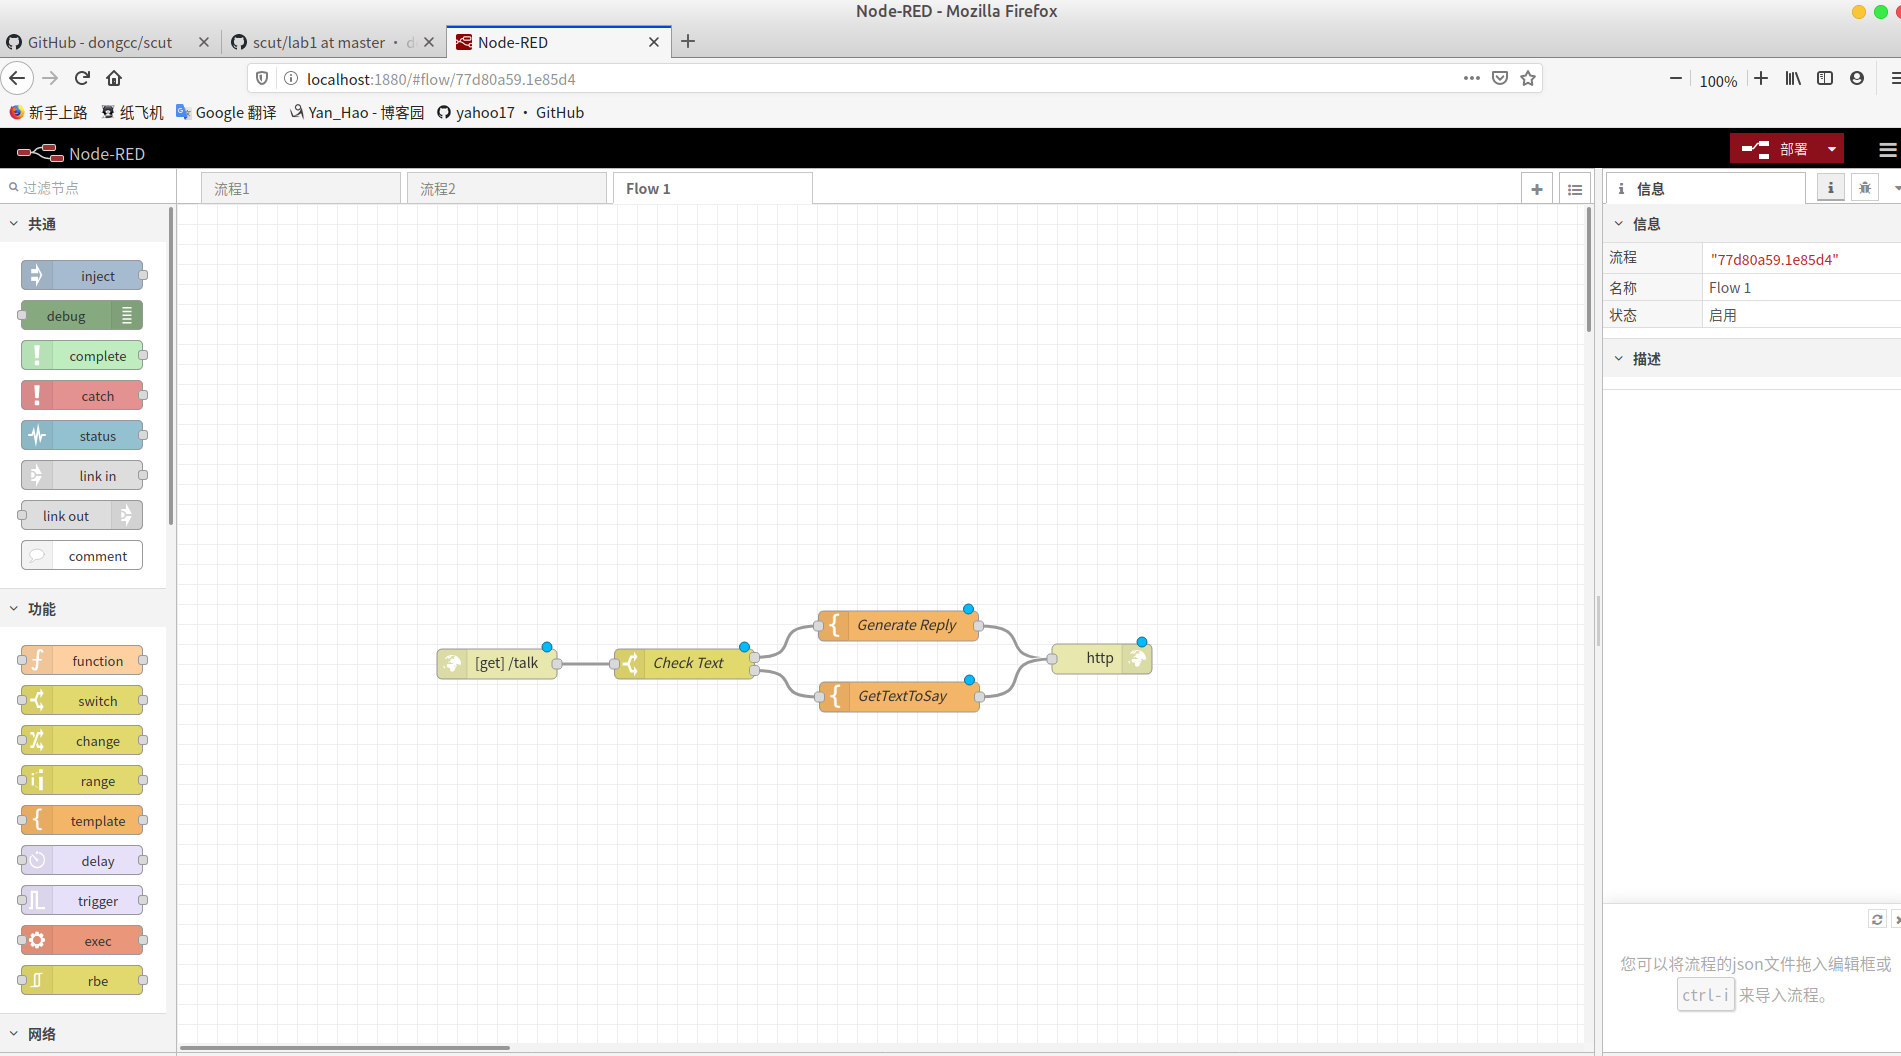 Node-RED - Mozilla Firefox
GitHub - dongcc/scut
scut/lab1 at master · d
Node-RED
localhost:1880/#flow/77d80a59.1e85d4
100%
新手上路 纸飞机 Google 翻译 Yan_Hao - 博客园 yahoo17 · GitHub
Node-RED
部署
过滤节点
流程1
流程2
Flow 1
信息
共通
inject
debug
complete
catch
status
link in
link out
comment
功能
function
switch
change
range
template
delay
trigger
exec
rbe
网络
[get] /talk
Check Text
Generate Reply
GetTextToSay
http
信息
流程 "77d80a59.1e85d4"
名称 Flow 1
状态 启用
描述
您可以将流程的json文件拖入编辑框或
ctrl-i 来导入流程。